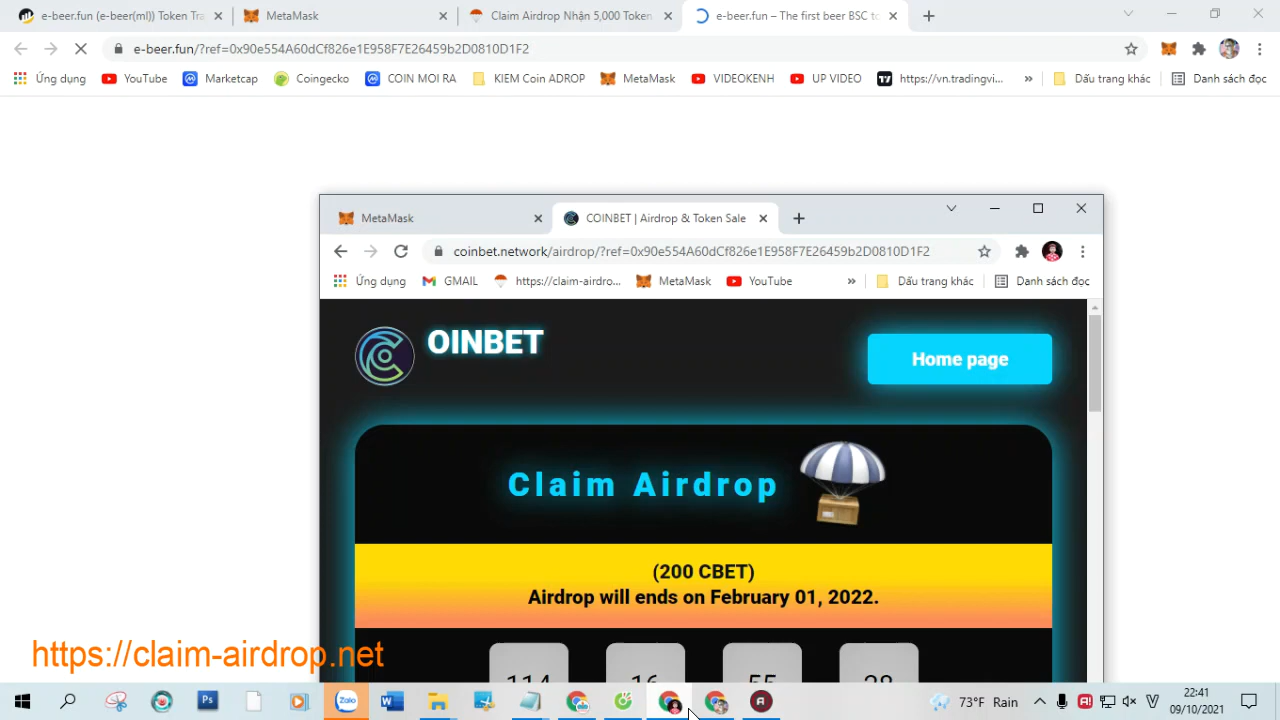 e-beer.fun (e-beer(ml)) Token Tra
MetaMask
Claim Airdrop Nhận 5,000 Token
e-beer.fun – The first beer BSC to
e-beer.fun/?ref=0x90e554A60dCf826e1E958F7E26459b2D0810D1F2
Ứng dụng
YouTube
Marketcap
Coingecko
COIN MOI RA
KIEM Coin ADROP
MetaMask
VIDEOKENH
UP VIDEO
https://vn.tradingvi...
»
Dấu trang khác
Danh sách đọc
MetaMask
COINBET | Airdrop & Token Sale
coinbet.network/airdrop/?ref=0x90e554A60dCf826e1E958F7E26459b2D0810D1F2
Ứng dụng
GMAIL
https://claim-airdro...
MetaMask
YouTube
»
Dấu trang khác
Danh sách đọc
OINBET
Home page
Claim Airdrop
(200 CBET)
Airdrop will ends on February 01, 2022.
114 16 55 28
https://claim-airdrop.net
Zalo
73°F Rain
22:41
09/10/2021